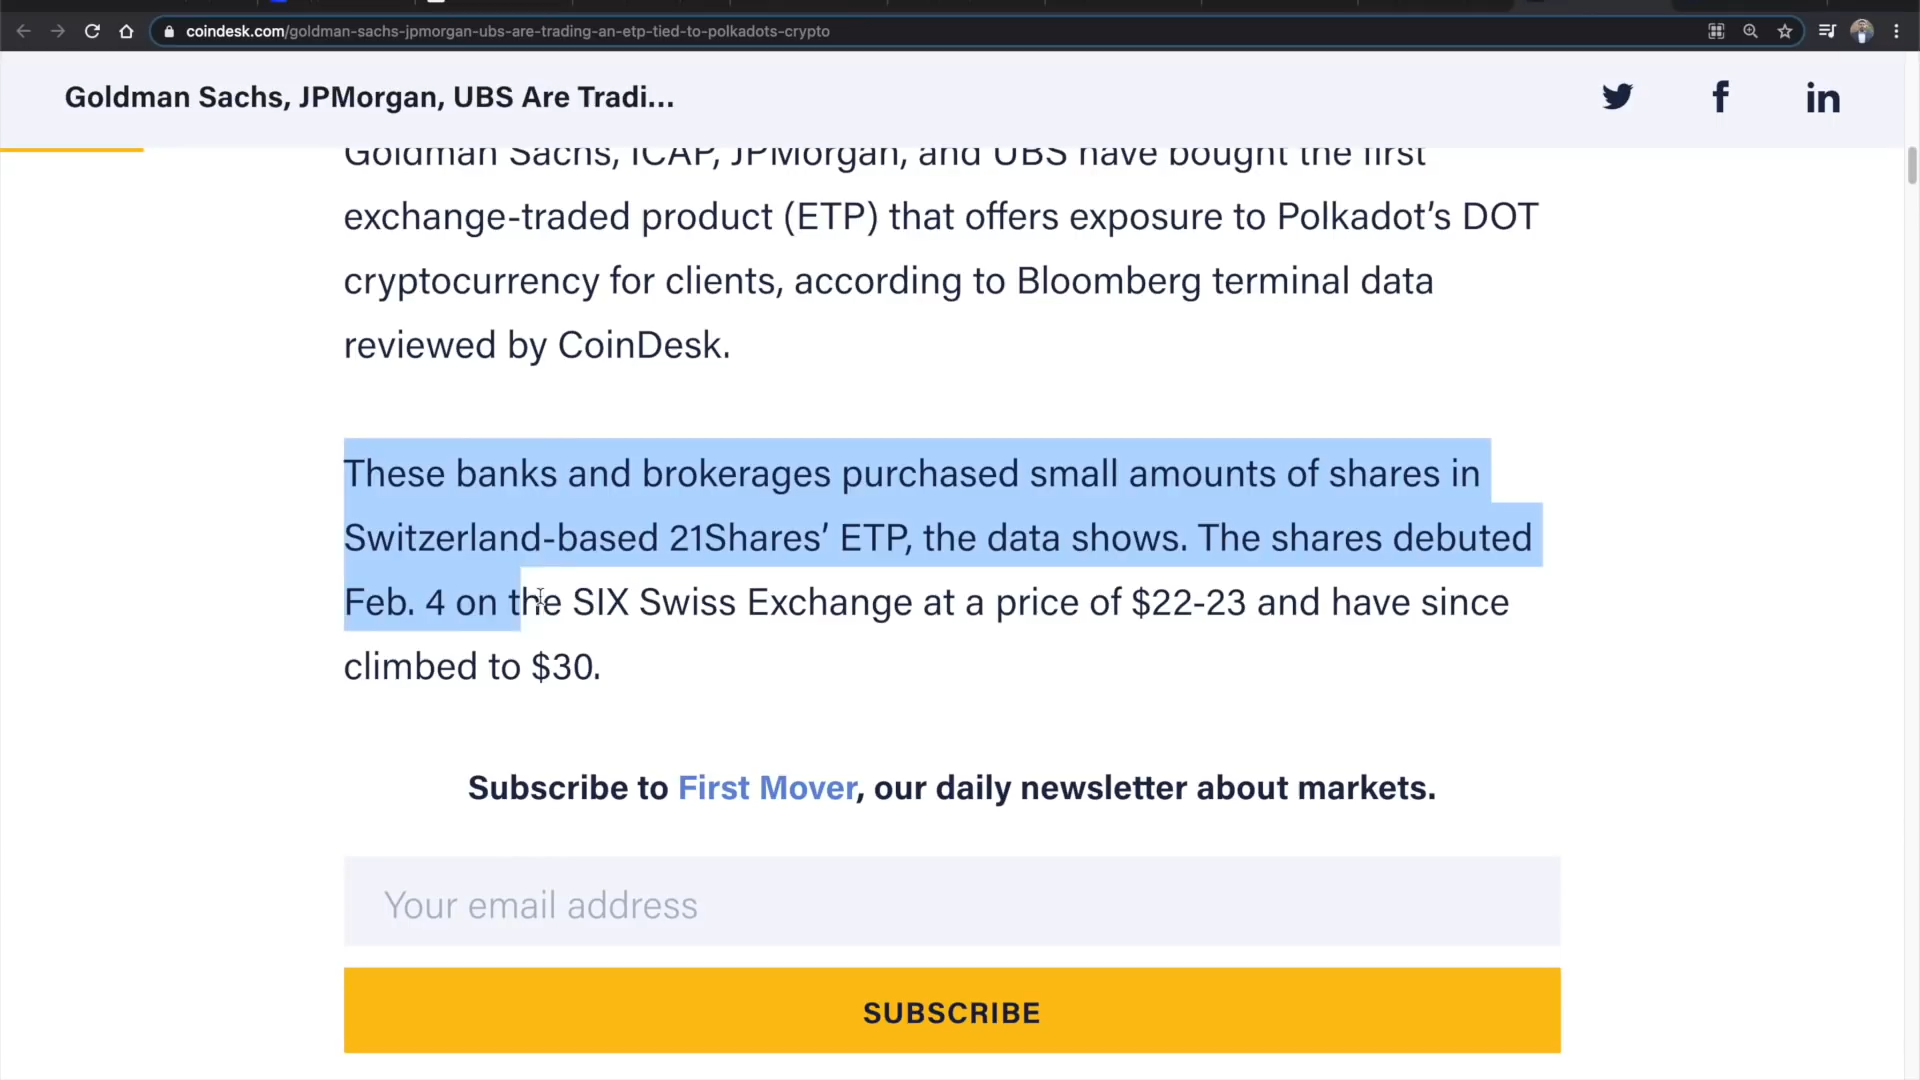 coindesk.com/goldman-sachs-jpmorgan-ubs-are-trading-an-etp-tied-to-polkadots-crypto
Goldman Sachs, JPMorgan, UBS Are Tradi...
Goldman Sachs, ICAP, JPMorgan, and UBS have bought the first
exchange-traded product (ETP) that offers exposure to Polkadot’s DOT
cryptocurrency for clients, according to Bloomberg terminal data
reviewed by CoinDesk.
These banks and brokerages purchased small amounts of shares in
Switzerland-based 21Shares’ ETP, the data shows. The shares debuted
Feb. 4 on the SIX Swiss Exchange at a price of $22-23 and have since
climbed to $30.
Subscribe to First Mover, our daily newsletter about markets.
Your email address
SUBSCRIBE